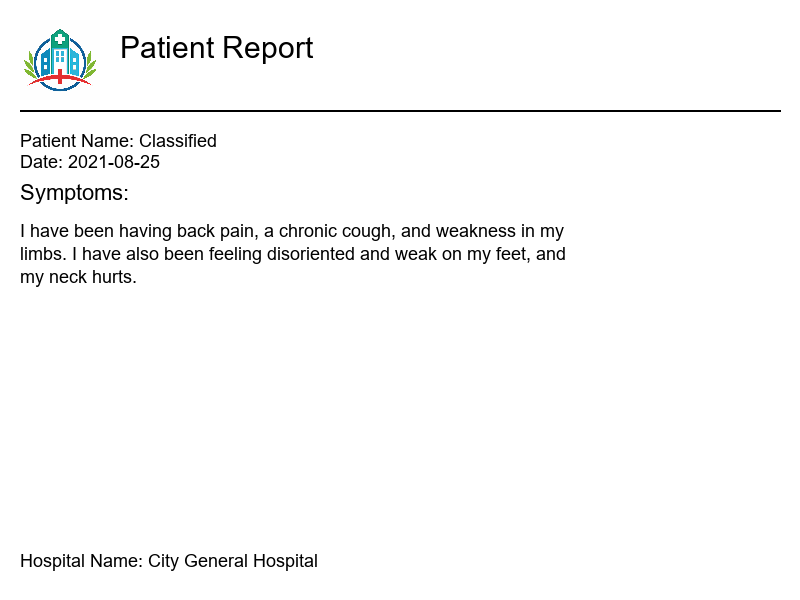 Patient Report
Patient Name: Classified
Date: 2021-08-25
Symptoms:
I have been having back pain, a chronic cough, and weakness in my
limbs. I have also been feeling disoriented and weak on my feet, and
my neck hurts.
Hospital Name: City General Hospital